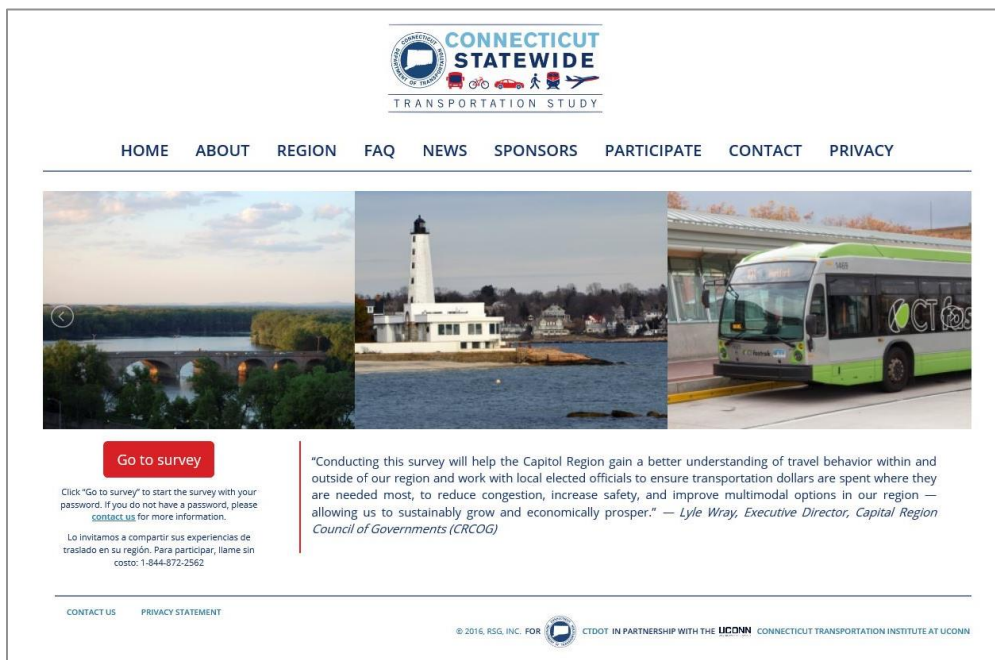 CONNECTICUT
STATEWIDE
CONNECTICUT
DEPARTMENT OF TRANSPORTATION
TRANSPORTATION STUDY
HOME ABOUT REGION FAQ NEWS SPONSORS PARTICIPATE CONTACT PRIVACY
1469
CT fas
Go to survey
Click “Go to survey” to start the survey with your
password. If you do not have a password, please
contact us for more information.
Lo invitamos a compartir sus experiencias de
traslado en su región. Para participar, llame sin
costo: 1-844-872-2562
“Conducting this survey will help the Capitol Region gain a better understanding of travel behavior within and
outside of our region and work with local elected officials to ensure transportation dollars are spent where they
are needed most, to reduce congestion, increase safety, and improve multimodal options in our region —
allowing us to sustainably grow and economically prosper.” — Lyle Wray, Executive Director, Capital Region
Council of Governments (CRCOG)
CONTACT US PRIVACY STATEMENT
© 2016, RSG, INC. FOR CTDOT IN PARTNERSHIP WITH THE UCONN CONNECTICUT TRANSPORTATION INSTITUTE AT UCONN